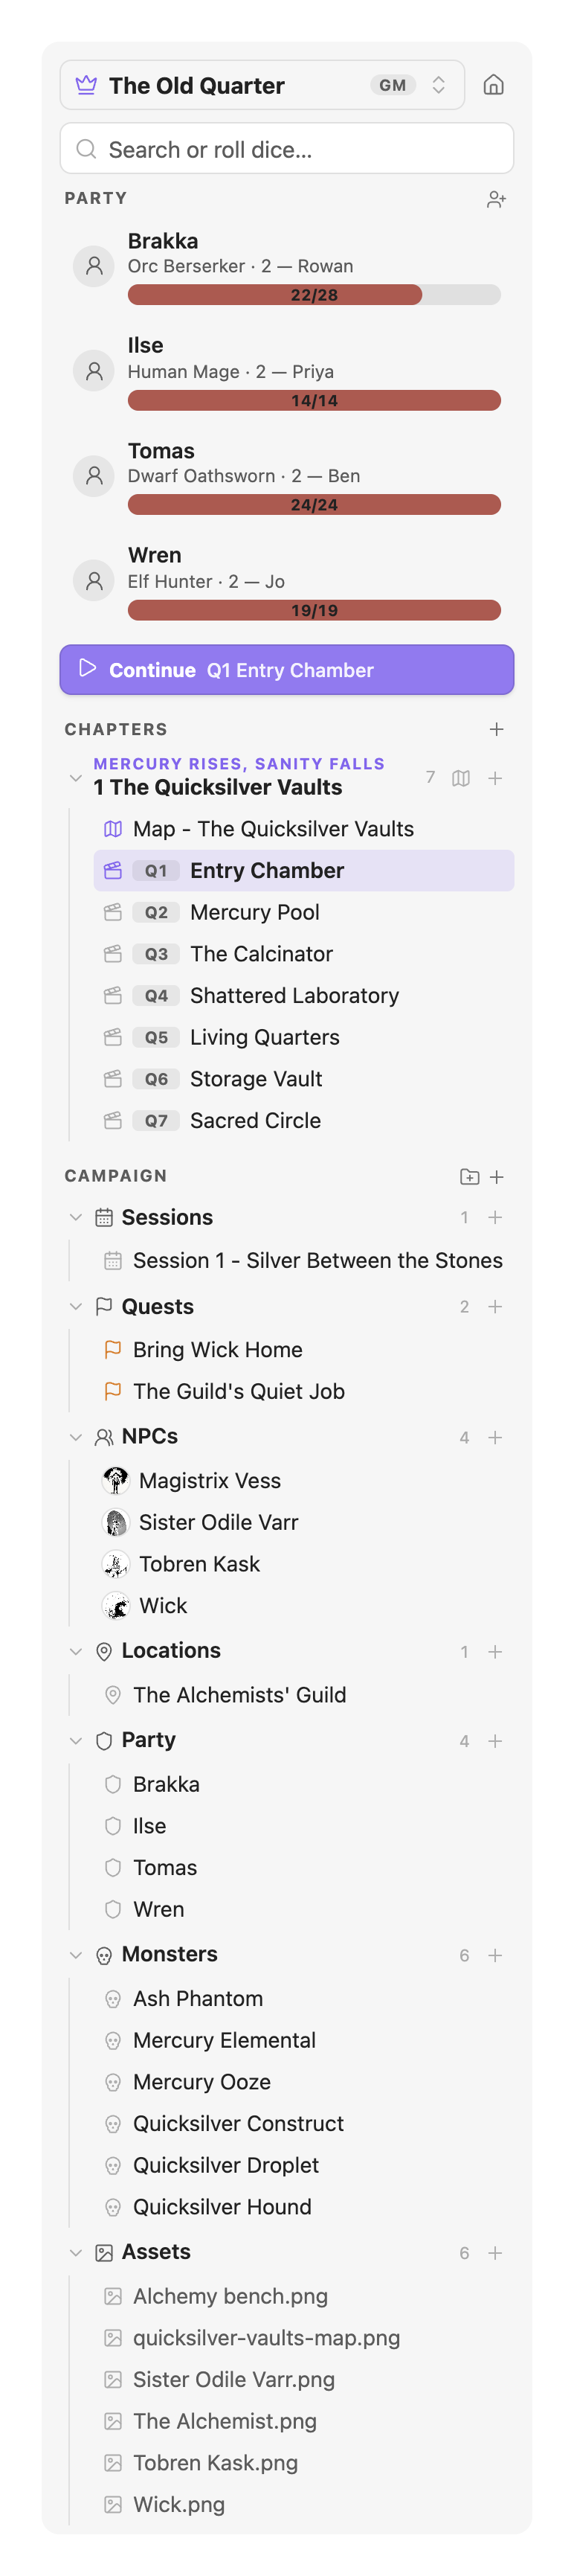 The Old Quarter GM
Search or roll dice...
PARTY
Brakka
Orc Berserker · 2 — Rowan
22/28
Ilse
Human Mage · 2 — Priya
14/14
Tomas
Dwarf Oathsworn · 2 — Ben
24/24
Wren
Elf Hunter · 2 — Jo
19/19
Continue Q1 Entry Chamber
CHAPTERS
MERCURY RISES, SANITY FALLS
1 The Quicksilver Vaults 7
Map - The Quicksilver Vaults
Q1 Entry Chamber
Q2 Mercury Pool
Q3 The Calcinator
Q4 Shattered Laboratory
Q5 Living Quarters
Q6 Storage Vault
Q7 Sacred Circle
CAMPAIGN
Sessions 1
Session 1 - Silver Between the Stones
Quests 2
Bring Wick Home
The Guild's Quiet Job
NPCs 4
Magistrix Vess
Sister Odile Varr
Tobren Kask
Wick
Locations 1
The Alchemists' Guild
Party 4
Brakka
Ilse
Tomas
Wren
Monsters 6
Ash Phantom
Mercury Elemental
Mercury Ooze
Quicksilver Construct
Quicksilver Droplet
Quicksilver Hound
Assets 6
Alchemy bench.png
quicksilver-vaults-map.png
Sister Odile Varr.png
The Alchemist.png
Tobren Kask.png
Wick.png